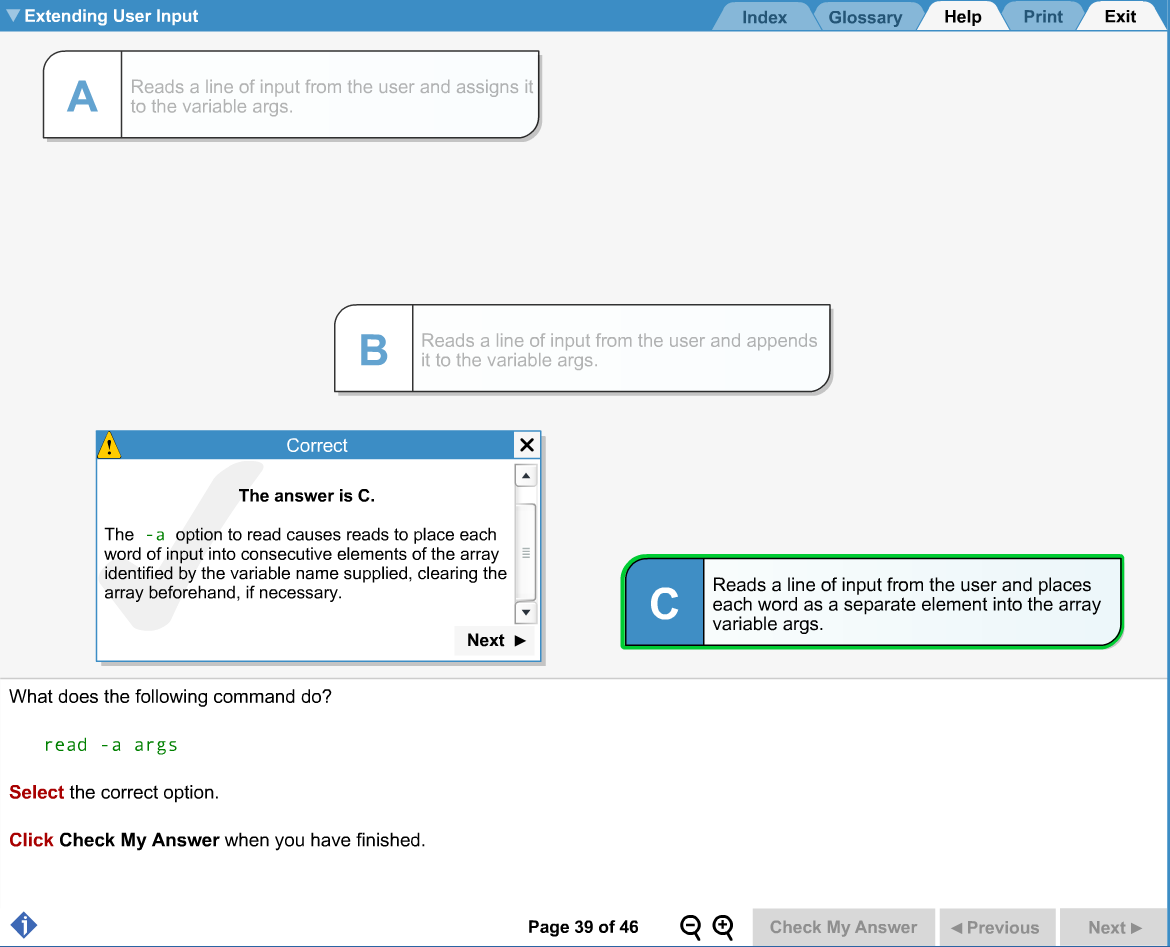 Extending User Input
Index
Glossary
Help
Print
Exit
A
Reads a line of input from the user and assigns it
to the variable args.
B
Reads a line of input from the user and appends
it to the variable args.
Correct
The answer is C.
The -a option to read causes reads to place each
word of input into consecutive elements of the array
identified by the variable name supplied, clearing the
array beforehand, if necessary.
Next ►
C
Reads a line of input from the user and places
each word as a separate element into the array
variable args.
What does the following command do?
read -a args
Select the correct option.
Click Check My Answer when you have finished.
Page 39 of 46
Check My Answer
◄ Previous
Next ►